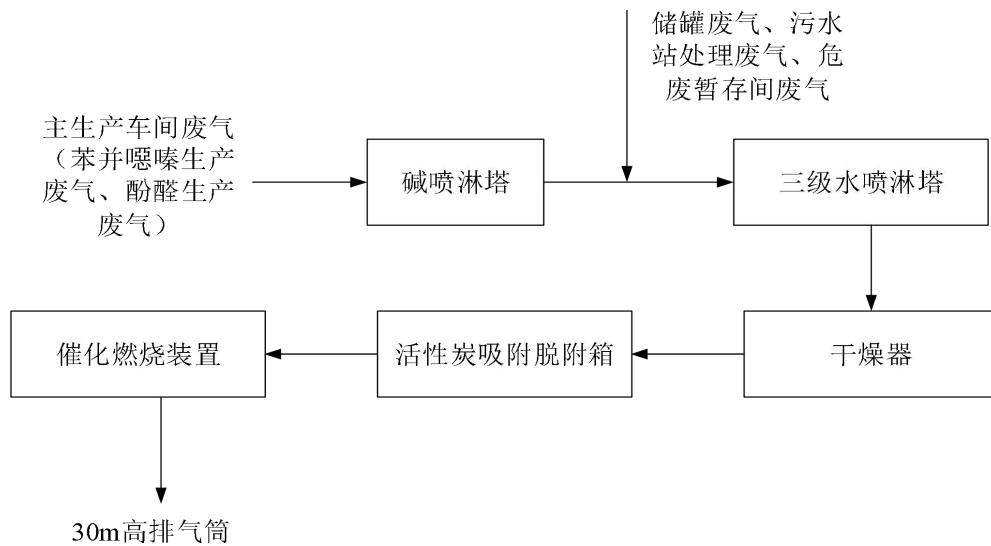 储罐废气、污水
站处理废气、危
废暂存间废气
主生产车间废气
（苯并噁嗪生产
废气、酚醛生产
废气）
碱喷淋塔
三级水喷淋塔
催化燃烧装置
活性炭吸附脱附箱
干燥器
30m高排气筒